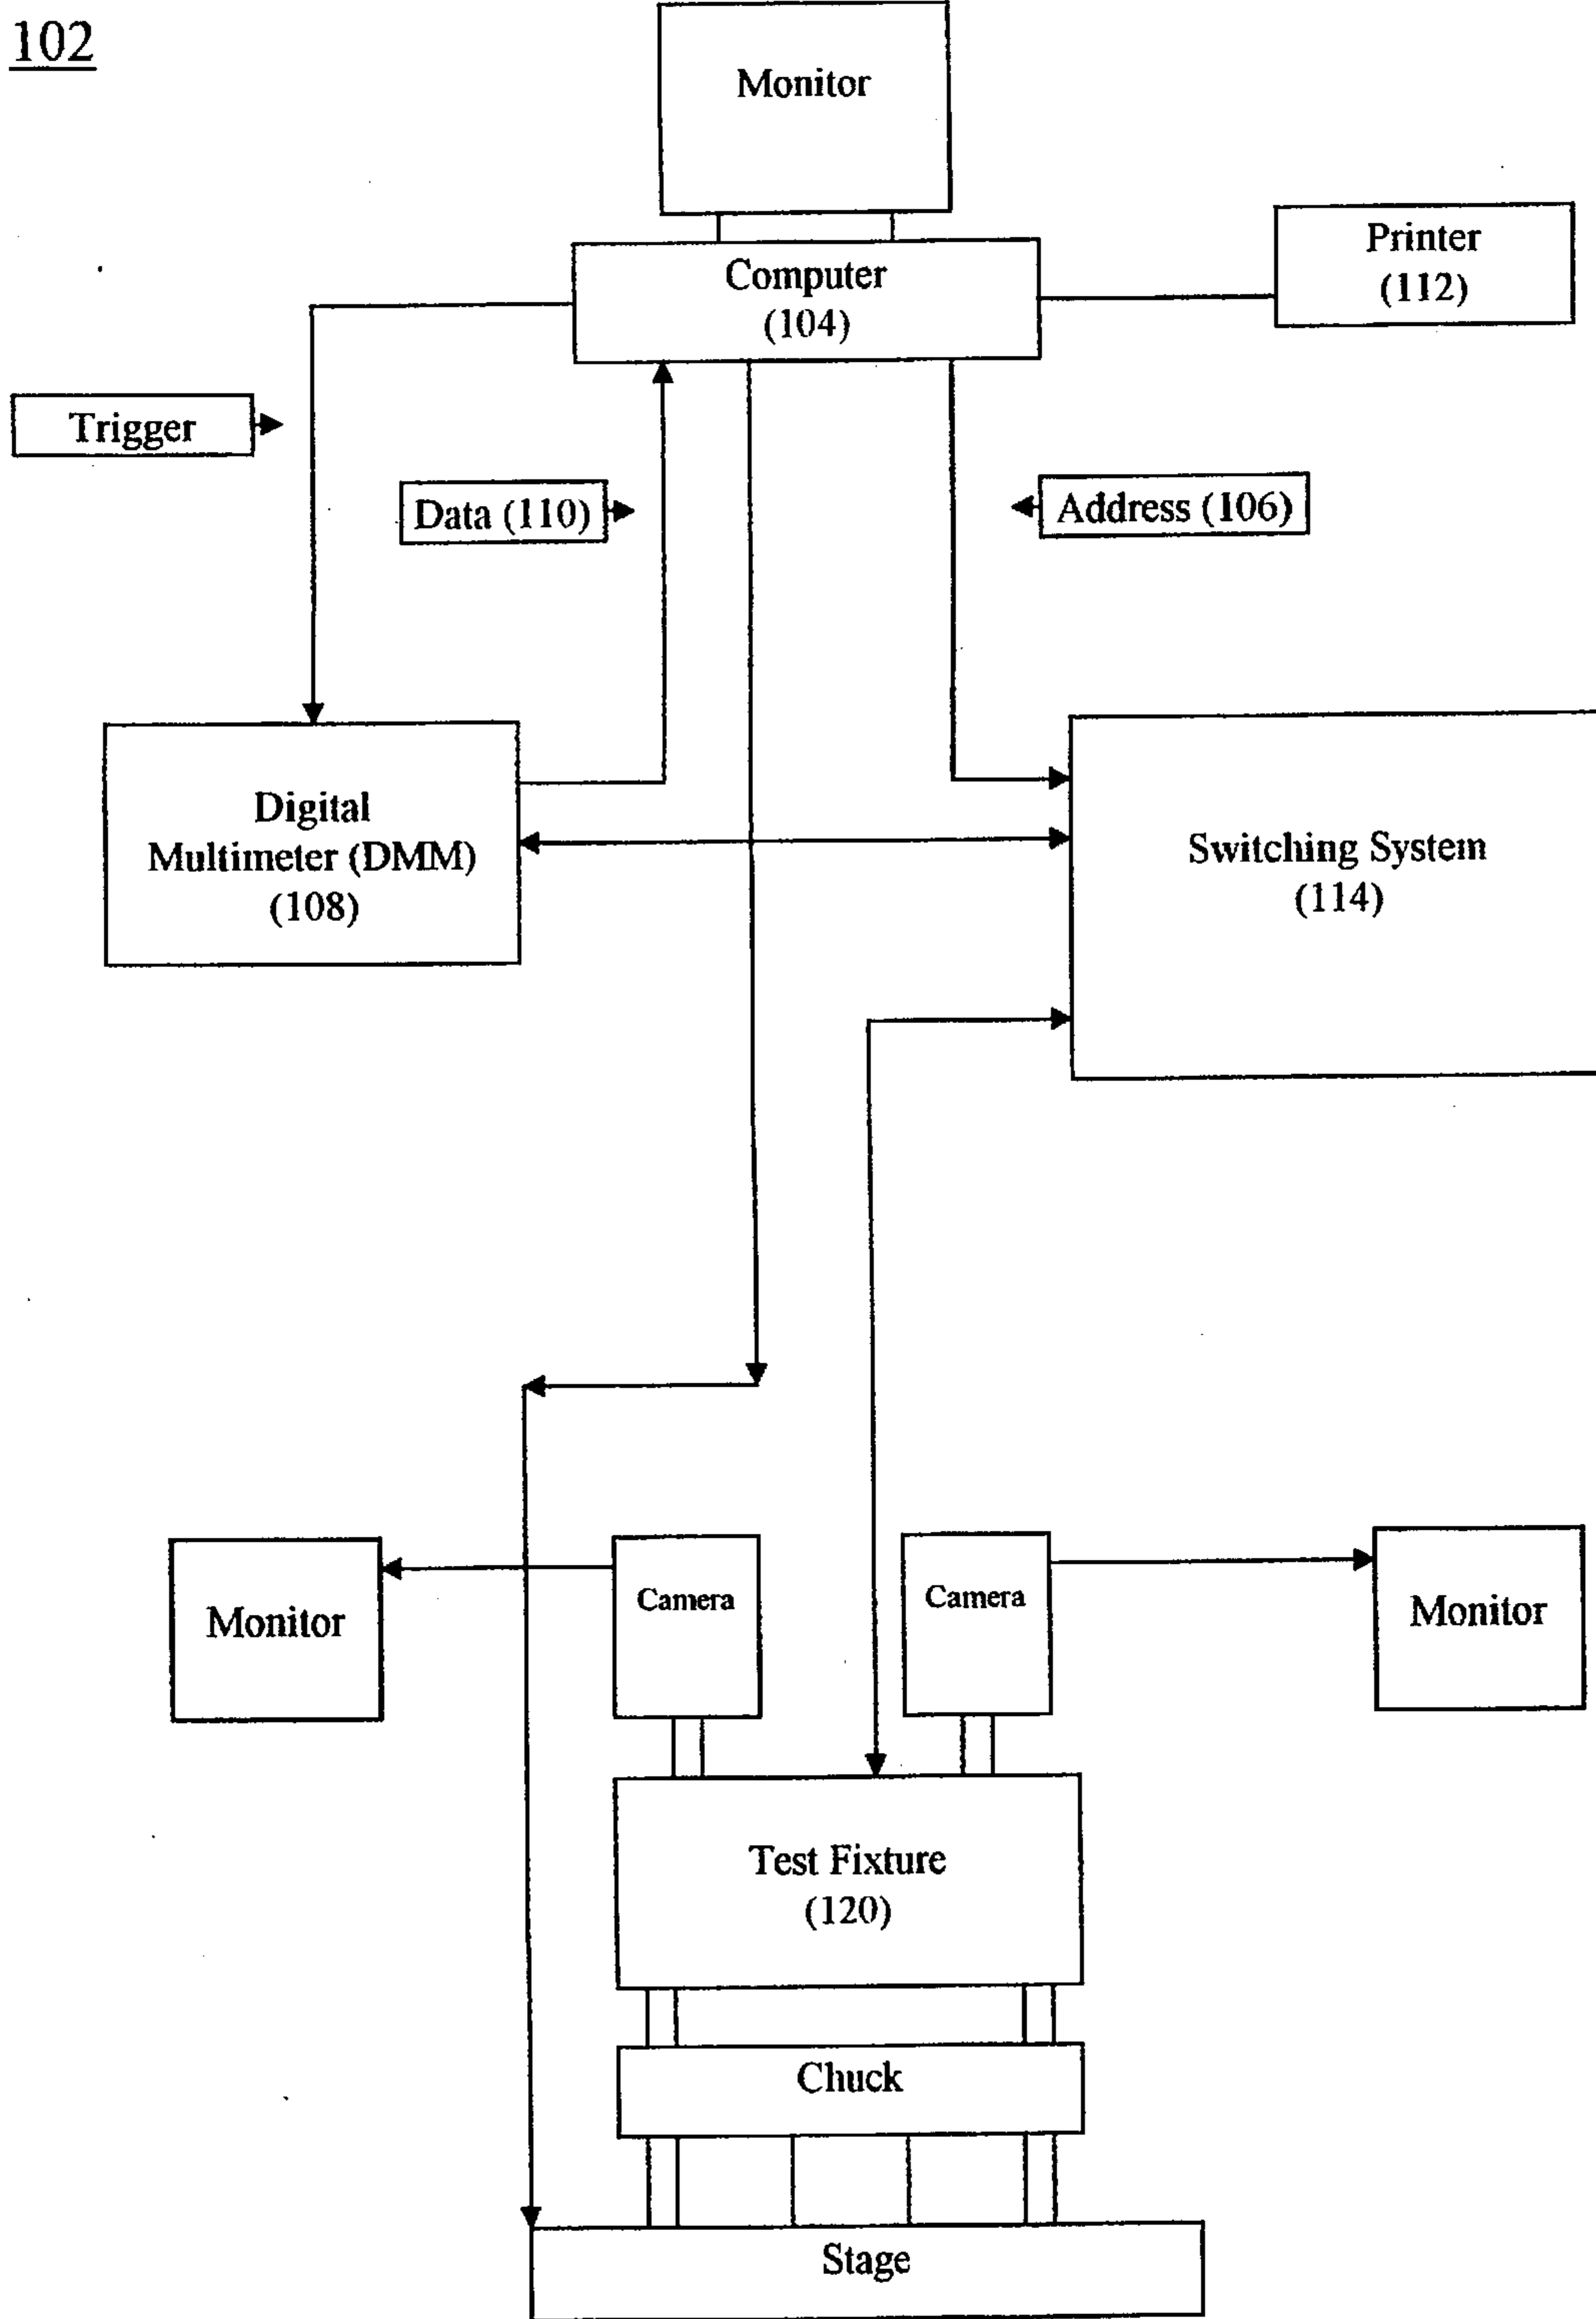 102
Monitor
Printer
(112)
Computer
(104)
Trigger
Data (110)
Address (106)
Digital
Multimeter (DMM)
(108)
Switching System
(114)
Monitor
Camera
Camera
Monitor
Test Fixture
(120)
Chuck
Stage